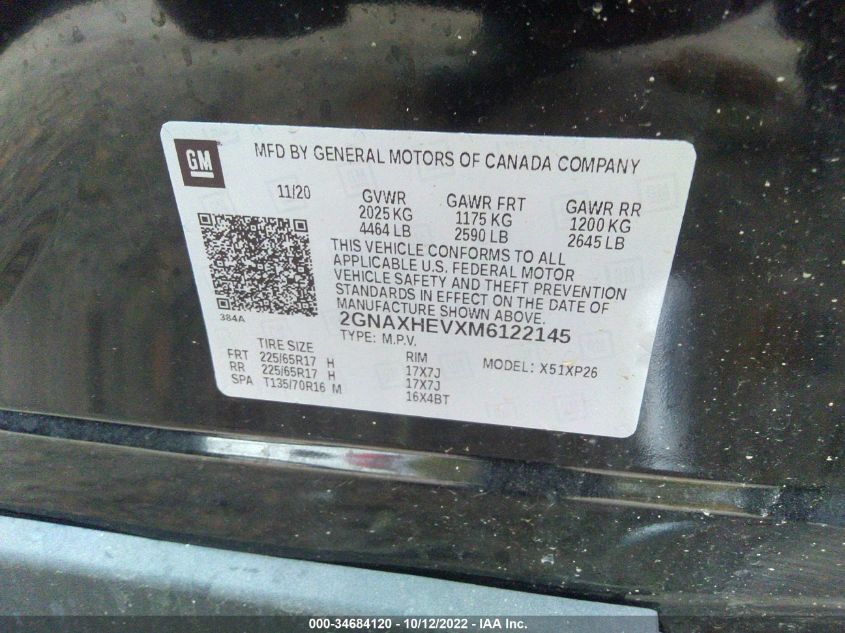 GM
MFD BY GENERAL MOTORS OF CANADA COMPANY
11/20 GVWR GAWR FRT GAWR RR
2025 KG 1175 KG 1200 KG
4464 LB 2590 LB 2645 LB
THIS VEHICLE CONFORMS TO ALL
APPLICABLE U.S. FEDERAL MOTOR
VEHICLE SAFETY AND THEFT PREVENTION
STANDARDS IN EFFECT ON THE DATE OF
MANUFACTURE SHOWN ABOVE.
384A
2GNAXHEVXM6122145
TYPE: M.P.V.
TIRE SIZE RIM MODEL: X51XP26
FRT 225/65R17 H 17X7J
RR 225/65R17 H 17X7J
SPA T135/70R16 M 16X4BT
000-34684120 - 10/12/2022 - IAA Inc.